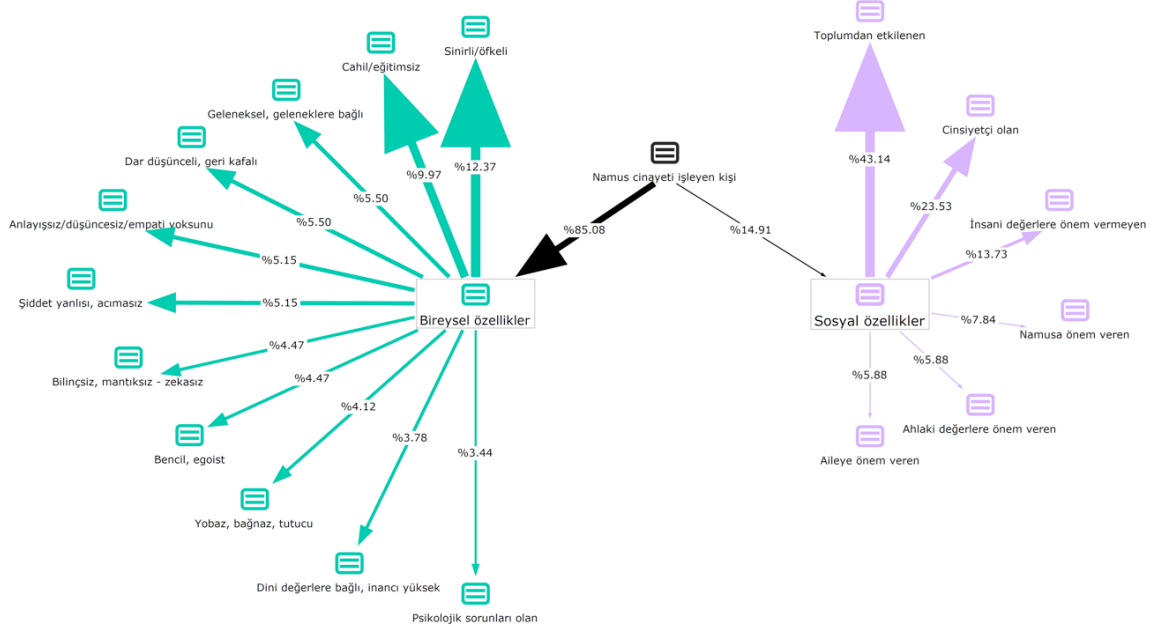 Toplumdan etkilenen
Sinirli/öfkeli
Cahil/eğitimsiz
Geleneksel, geleneklere bağlı
Cinsiyetçi olan
Dar düşünceli, geri kafalı
%43.14
%12.37
%9.97
Namus cinayeti işleyen kişi
%5.50
%5.50
%23.53
Anlayışsız/düşüncesiz/empati yoksunu
İnsani değerlere önem vermeyen
%85.08
%14.91
%13.73
%5.15
Şiddet yanlısı, acımasız
%5.15
Bireysel özellikler
Sosyal özellikler
%7.84
Namusa önem veren
%4.47
%5.88
%5.88
Bilinçsiz, mantıksız - zekasız
%4.47
%4.12
Ahlaki değerlere önem veren
%3.78
%3.44
Bencil, egoist
Aileye önem veren
Yobaz, bağnaz, tutucu
Dini değerlere bağlı, inancı yüksek
Psikolojik sorunları olan